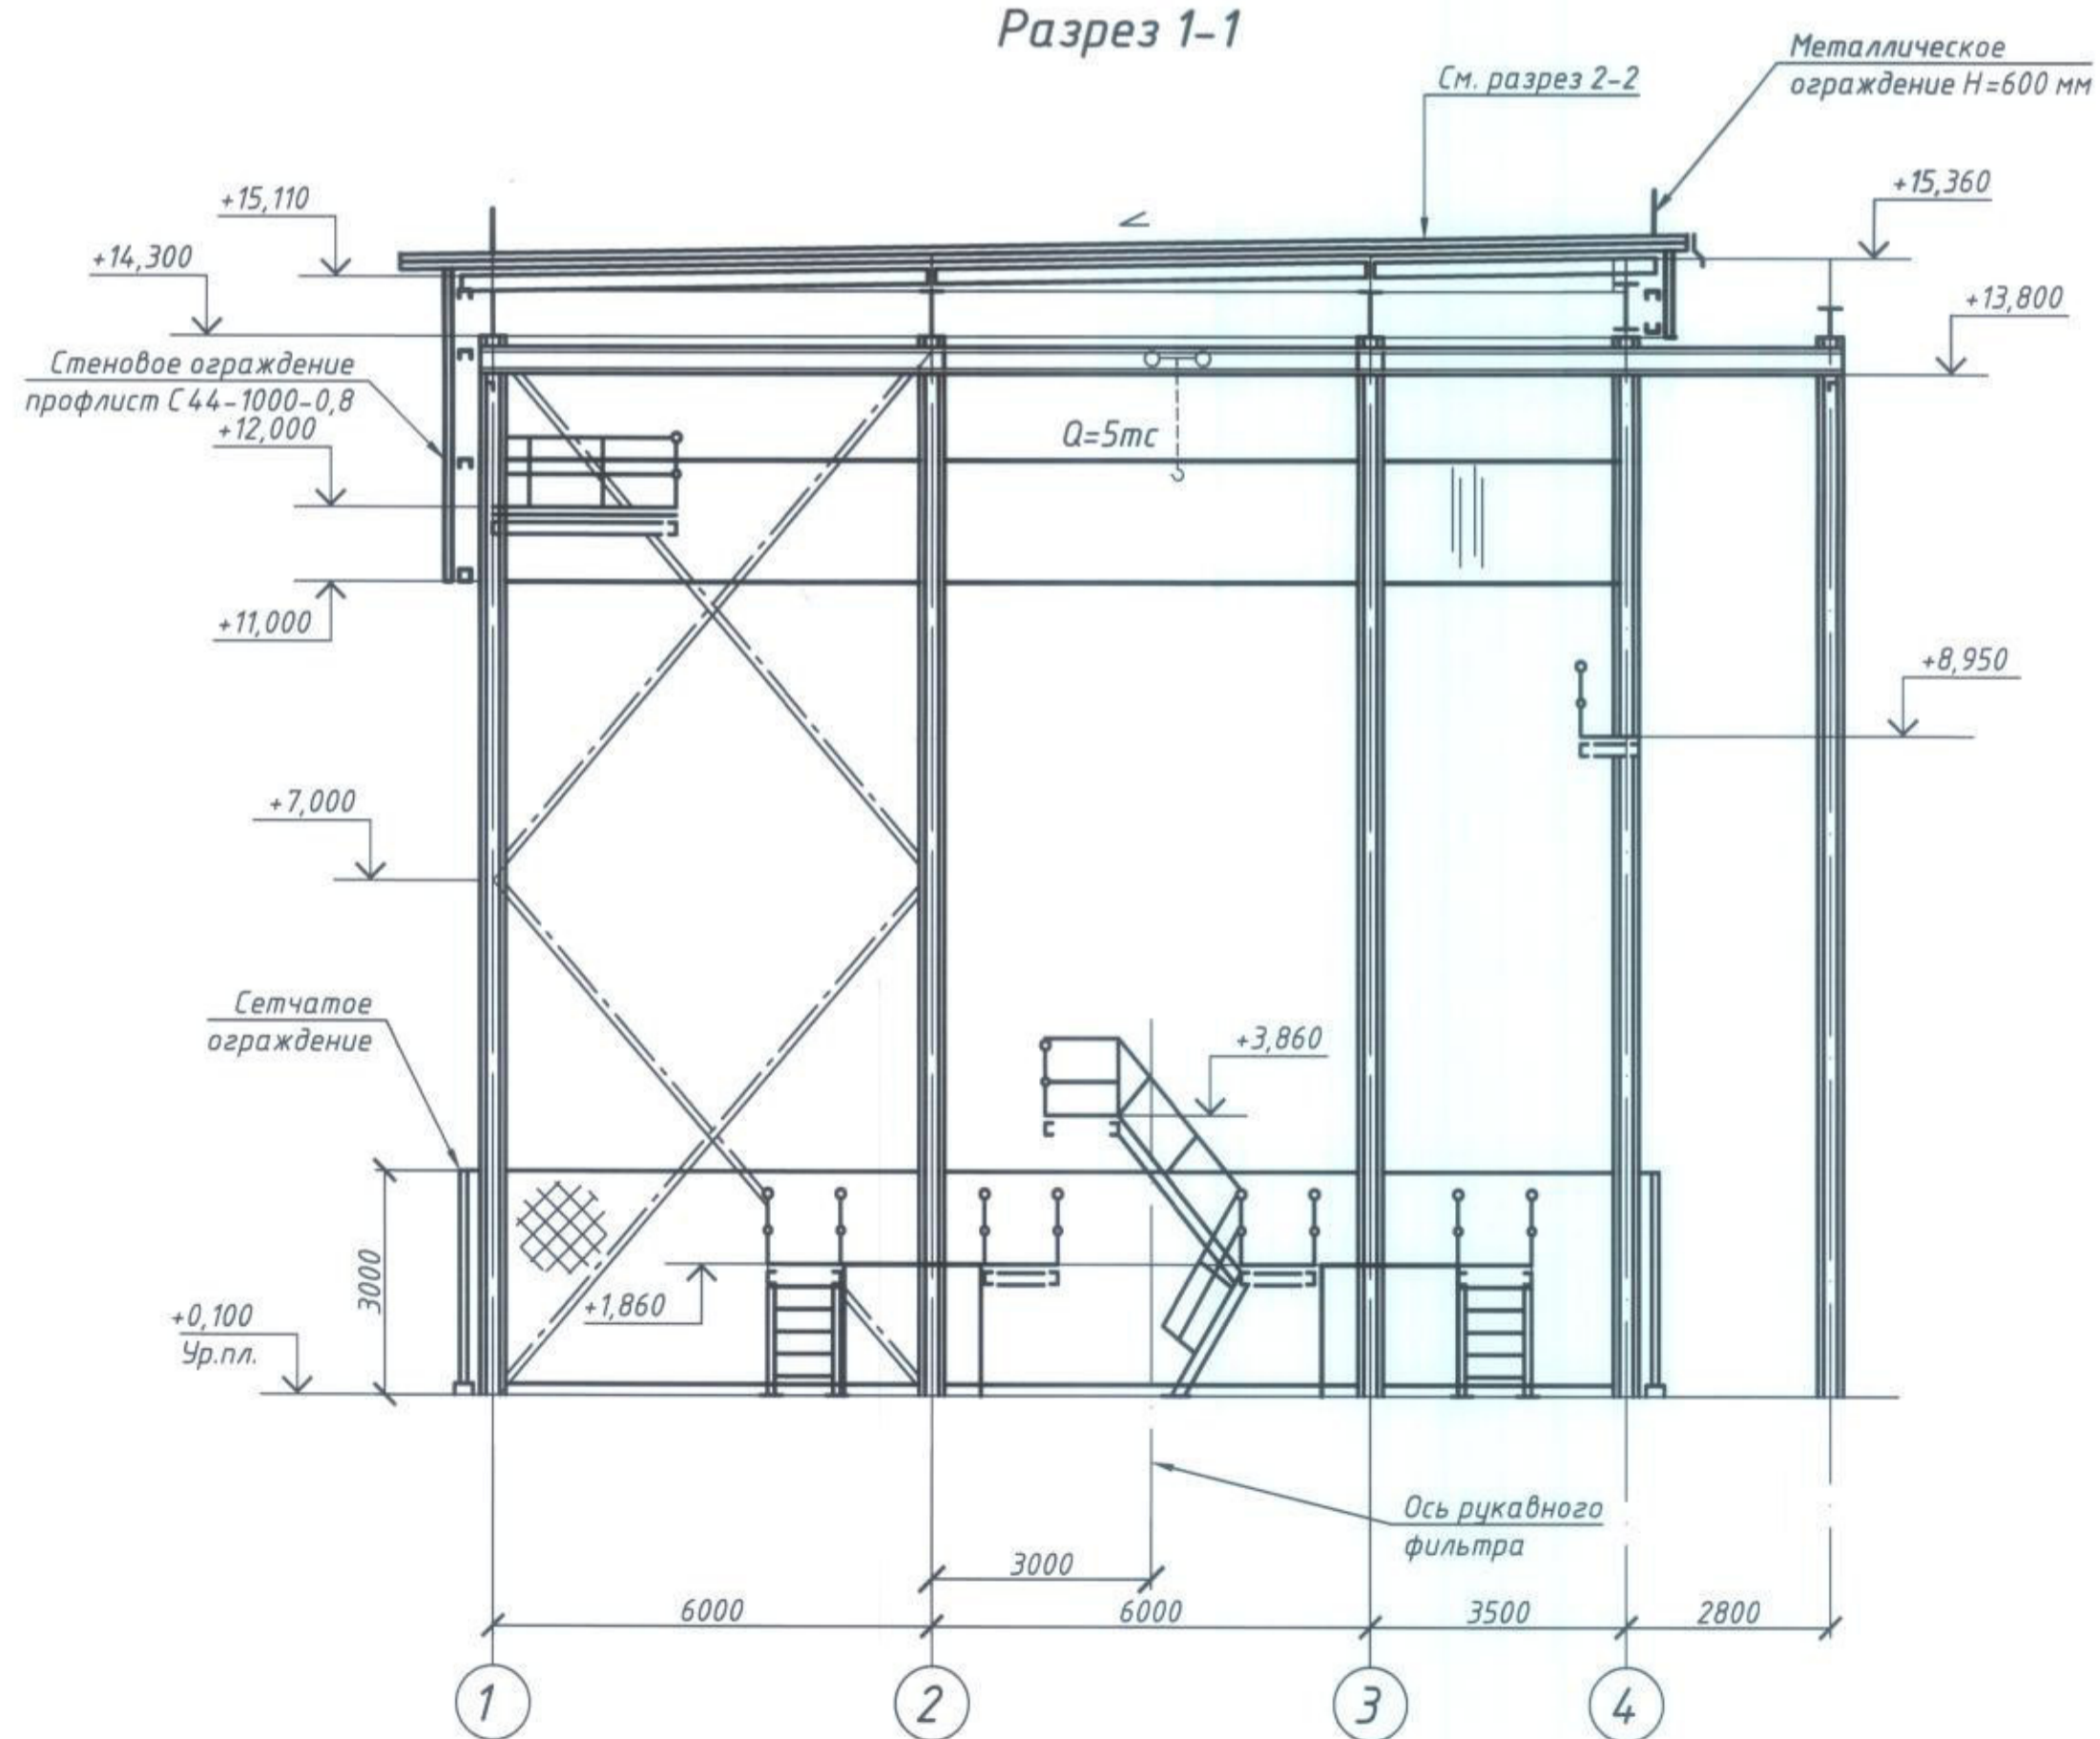 Разрез 1-1
Металлическое
ограждение Н=600 мм
См. разрез 2-2
+15,110
+15,360
+14,300
+13,800
Стеновое ограждение
профлист С44-1000-0,8
+12,000
Q=5тс
+11,000
+8,950
+7,000
Сетчатое
ограждение
+3,860
3000
+1,860
+0,100
Ур.пл.
Ось рукавного
фильтра
3000
6000
6000
3500
2800
1
2
3
4